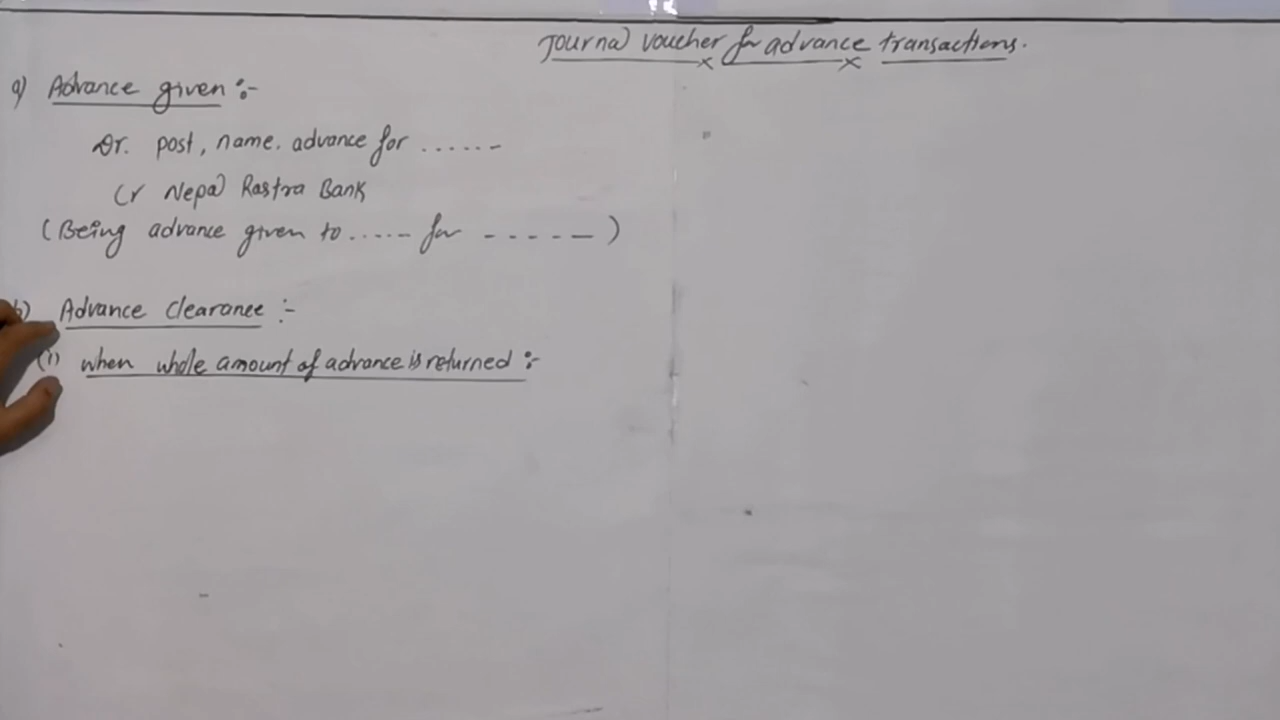 Journal voucher for advance transactions.
a) Advance given :-
Dr. post, name. advance for ......
Cr Nepal Rastra Bank
(Being advance given to ..... for -----)
b) Advance clearance :-
(i) when whole amount of advance is returned :-